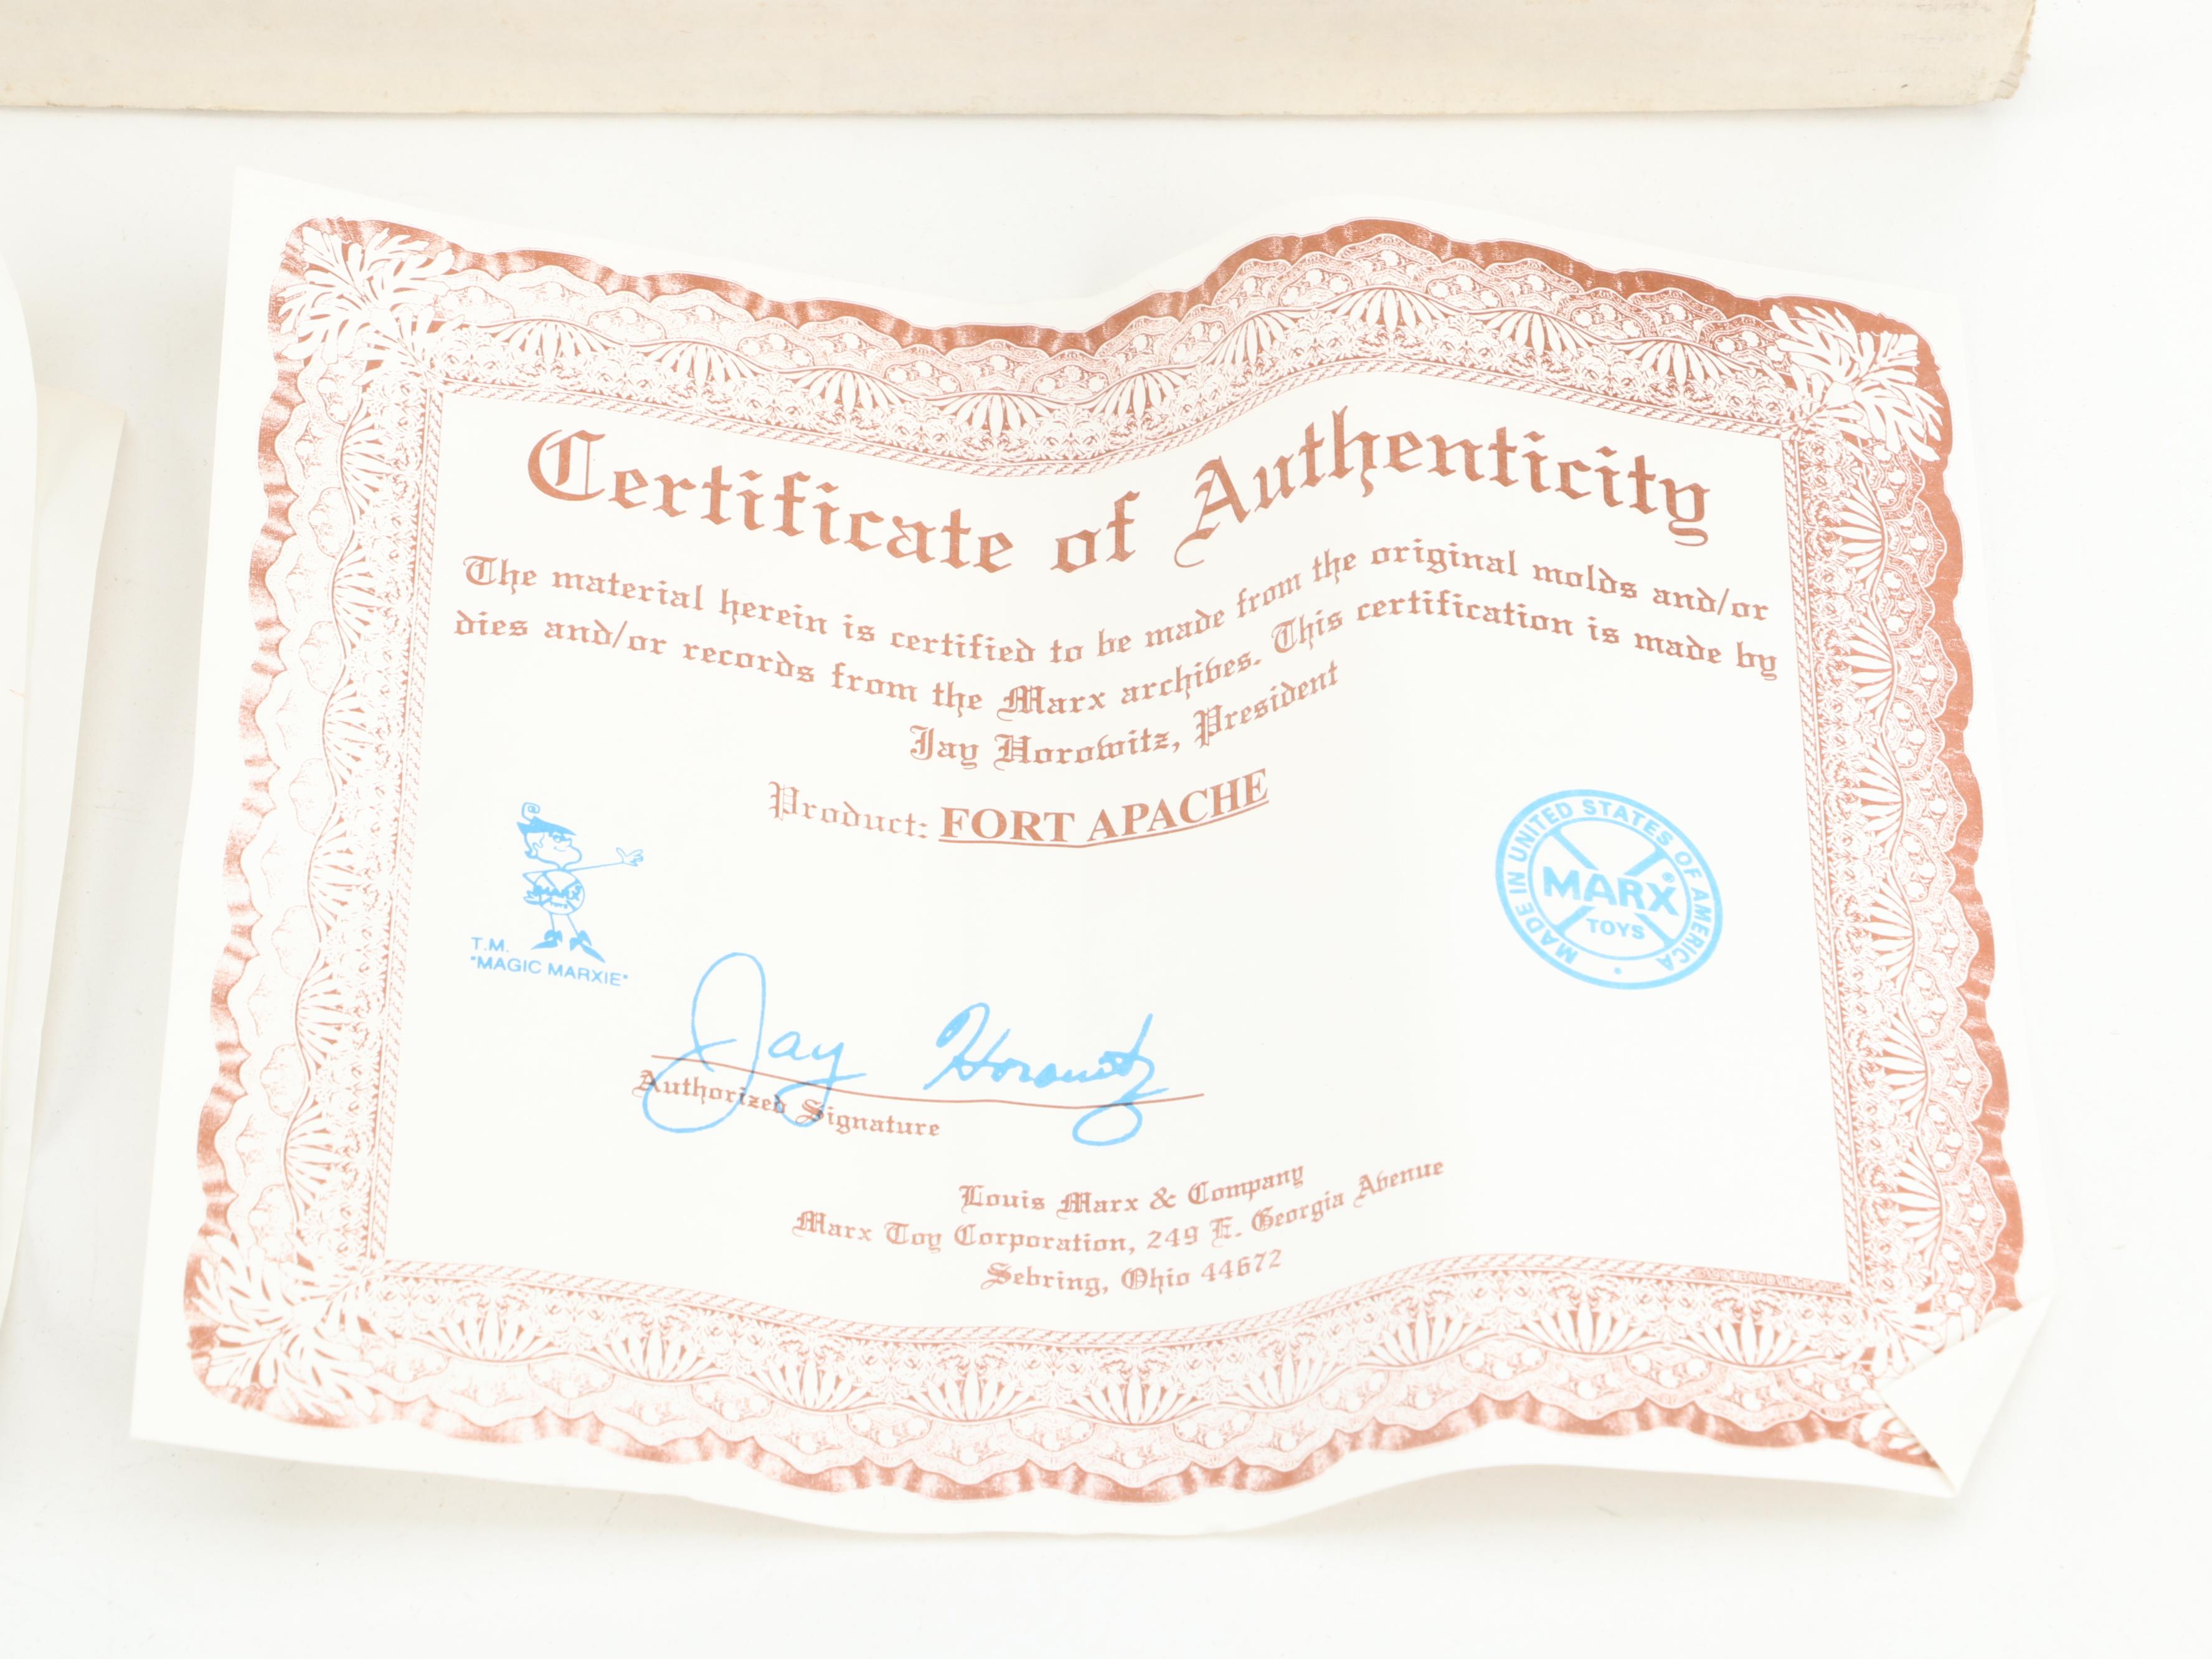 Certificate of Authenticity
The material herein is certified to be made from the original molds and/or
dies and/or records from the Marx archives. This certification is made by
Jay Horowitz, President
Product: FORT APACHE
MARX
TOYS
T.M.
"MAGIC MARXIE"
MADE IN UNITED STATES OF AMERICA
MARX ®
TOYS
Jay Horowitz
Authorized Signature
Louis Marx & Company
Marx Toy Corporation, 249 E. Georgia Avenue
Sebring, Ohio 44672